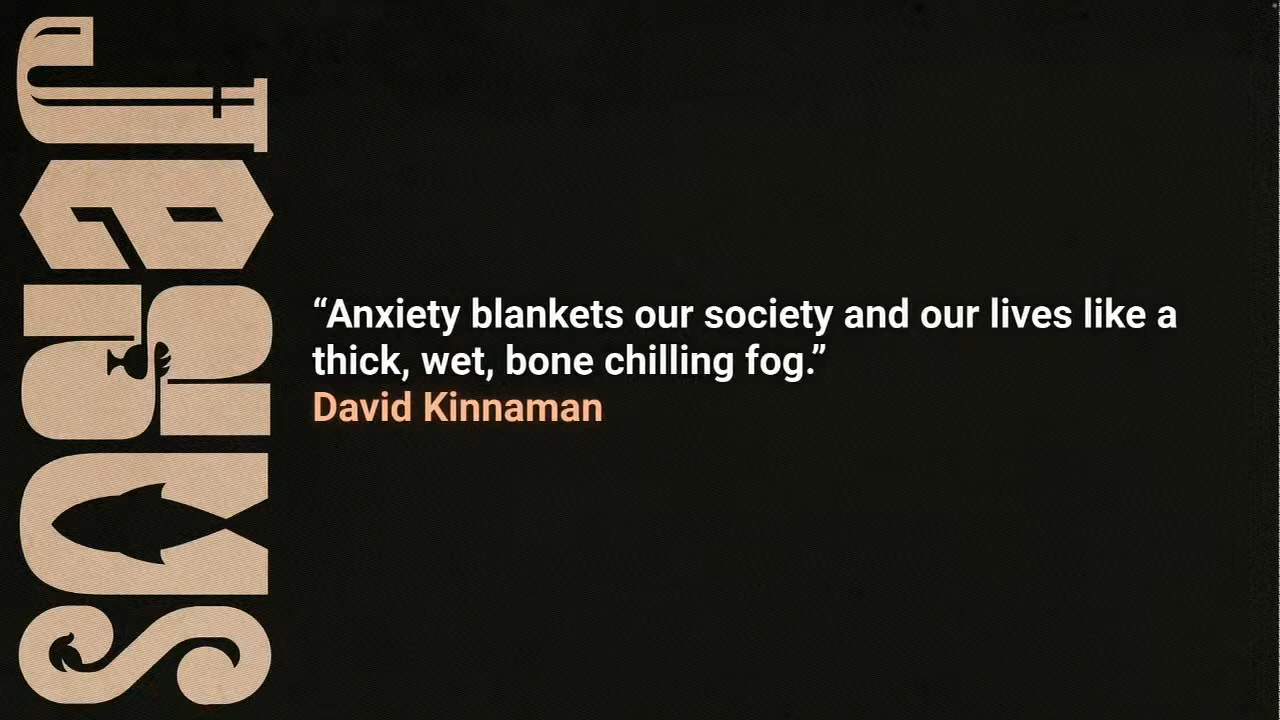 Jesus
“Anxiety blankets our society and our lives like a
thick, wet, bone chilling fog.”
David Kinnaman